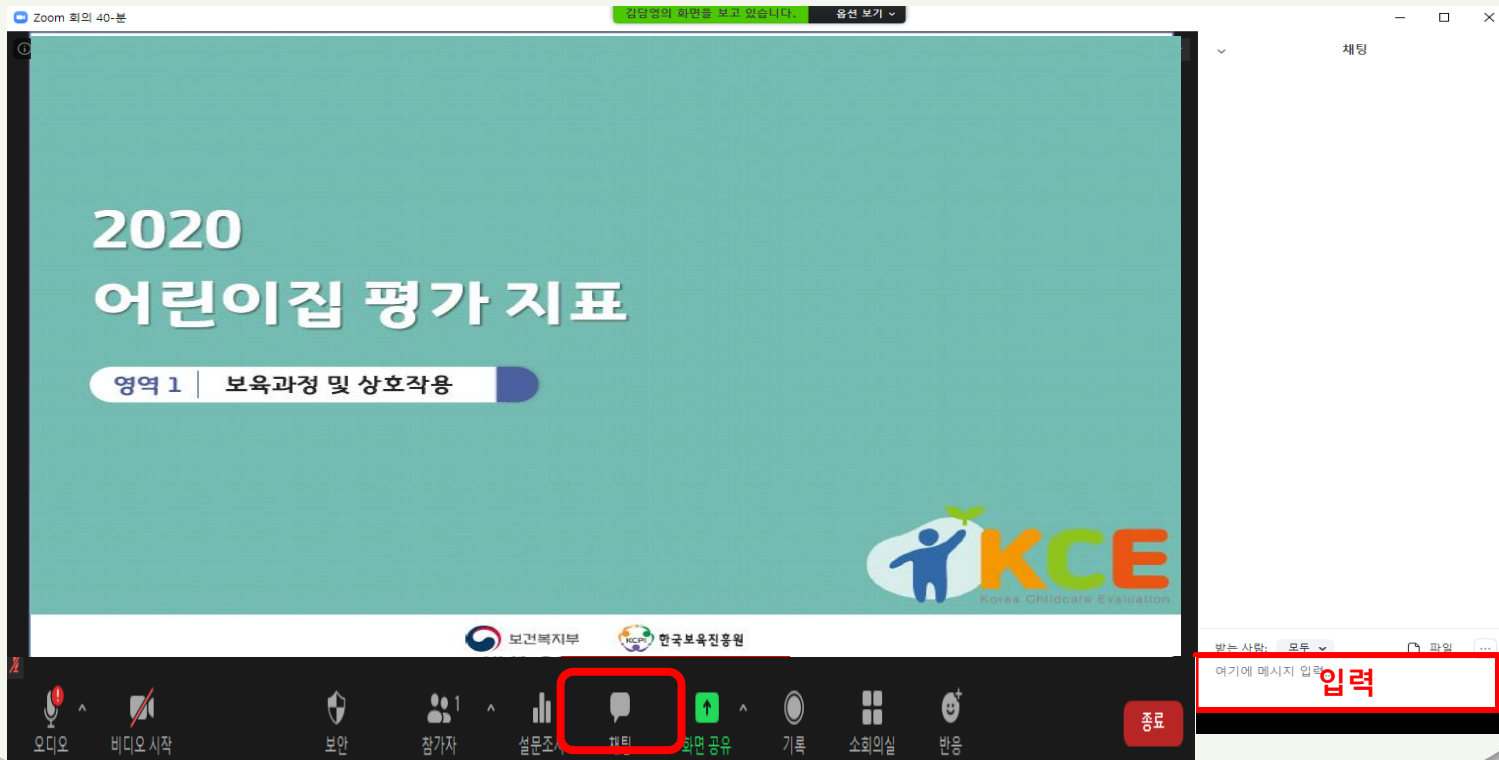 Zoom 회의 40-분
김담영의 화면을 보고 있습니다.
옵션 보기
채팅
2020
어린이집 평가 지표
영역 1
보육과정 및 상호작용
KCE
Korea Childcare Evaluation
보건복지부
KCPI
한국보육진흥원
받는 사람: 모두
파일
여기에 메시지 입력
입력
1
오디오
비디오 시작
보안
참가자
설문조사
채팅
화면 공유
기록
소회의실
반응
종료